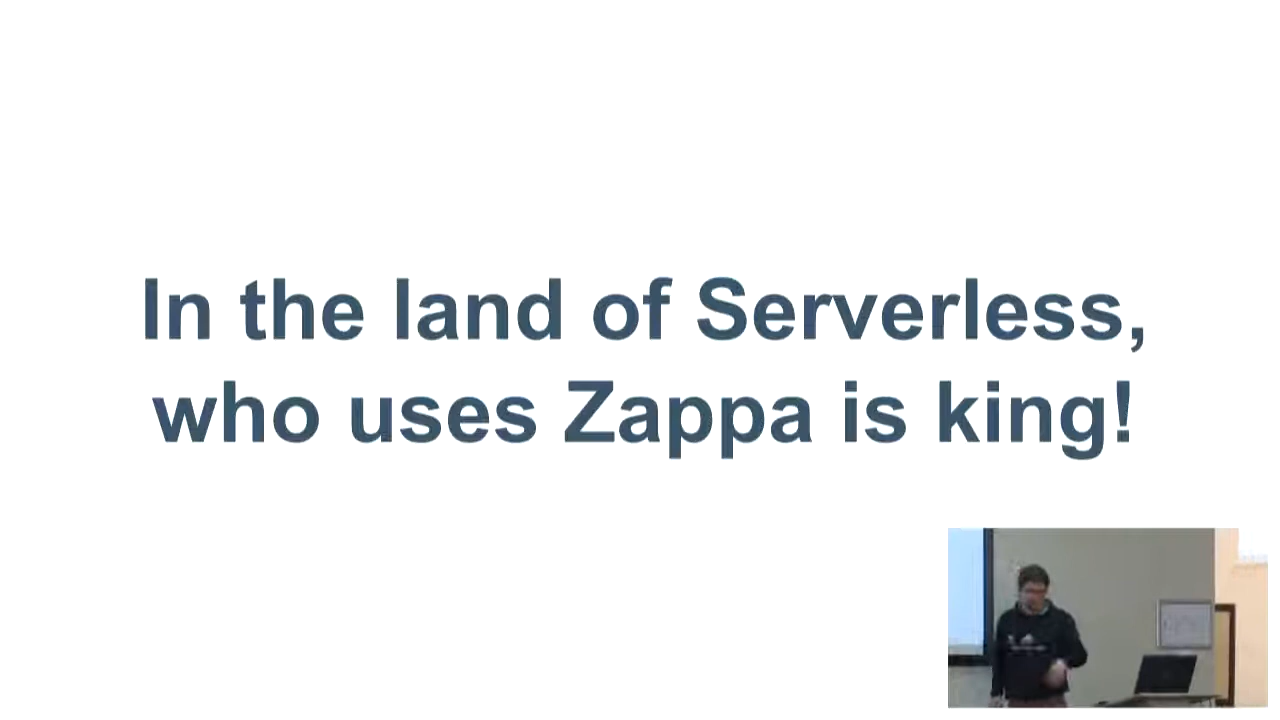 In the land of Serverless,
who uses Zappa is king!